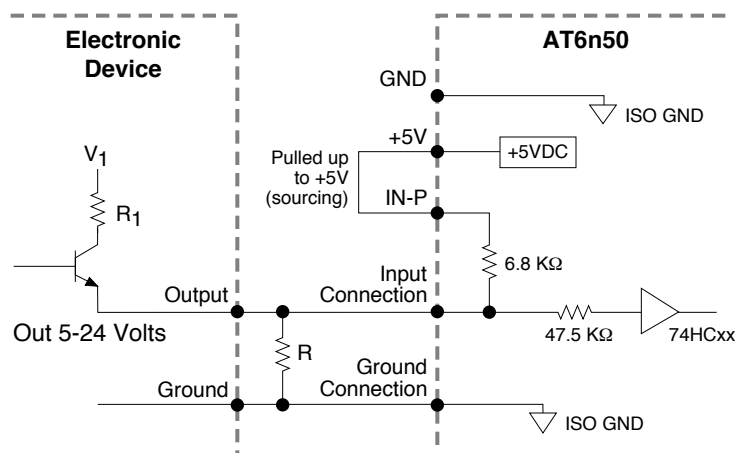 Electronic
Device
AT6n50
GND
ISO GND
+5V
+5VDC
Pulled up
to +5V
(sourcing)
IN-P
V1
R1
6.8 KΩ
Output
Input
Connection
Out 5-24 Volts
47.5 KΩ
74HCxx
R
Ground
Ground
Connection
ISO GND